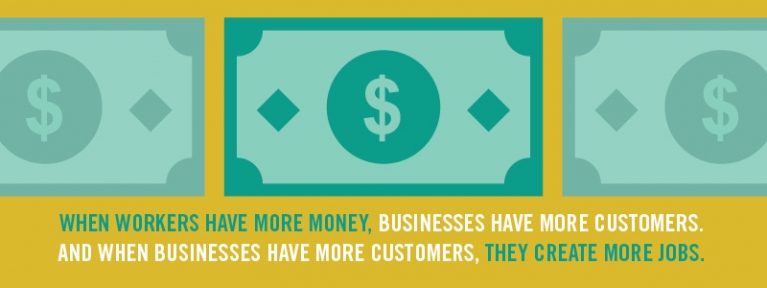 $ $ $
WHEN WORKERS HAVE MORE MONEY, BUSINESSES HAVE MORE CUSTOMERS.
AND WHEN BUSINESSES HAVE MORE CUSTOMERS, THEY CREATE MORE JOBS.